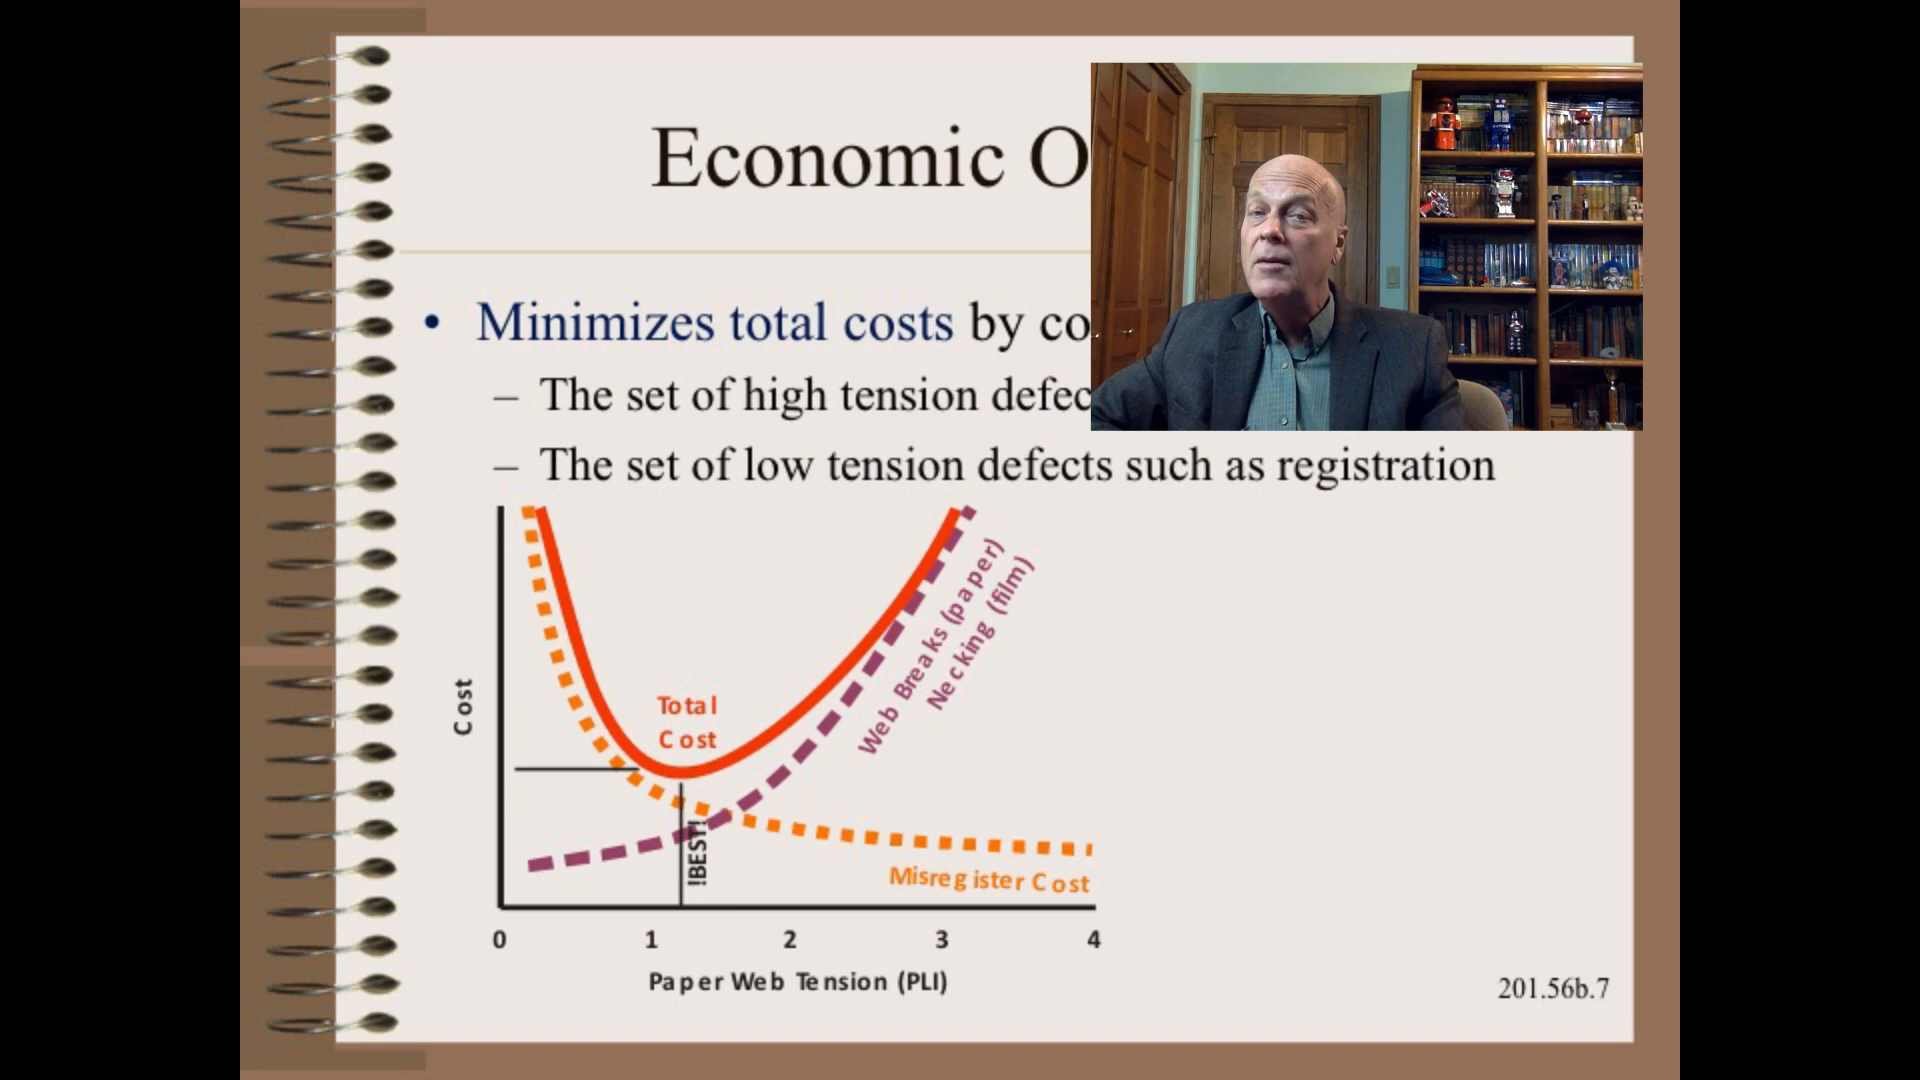 Economic O
• Minimizes total costs by co
– The set of high tension defec
– The set of low tension defects such as registration
Cost
Total
Cost
Web Breaks (paper)
Necking (film)
!BEST!
Misregister Cost
0 1 2 3 4
Paper Web Tension (PLI)
201.56b.7